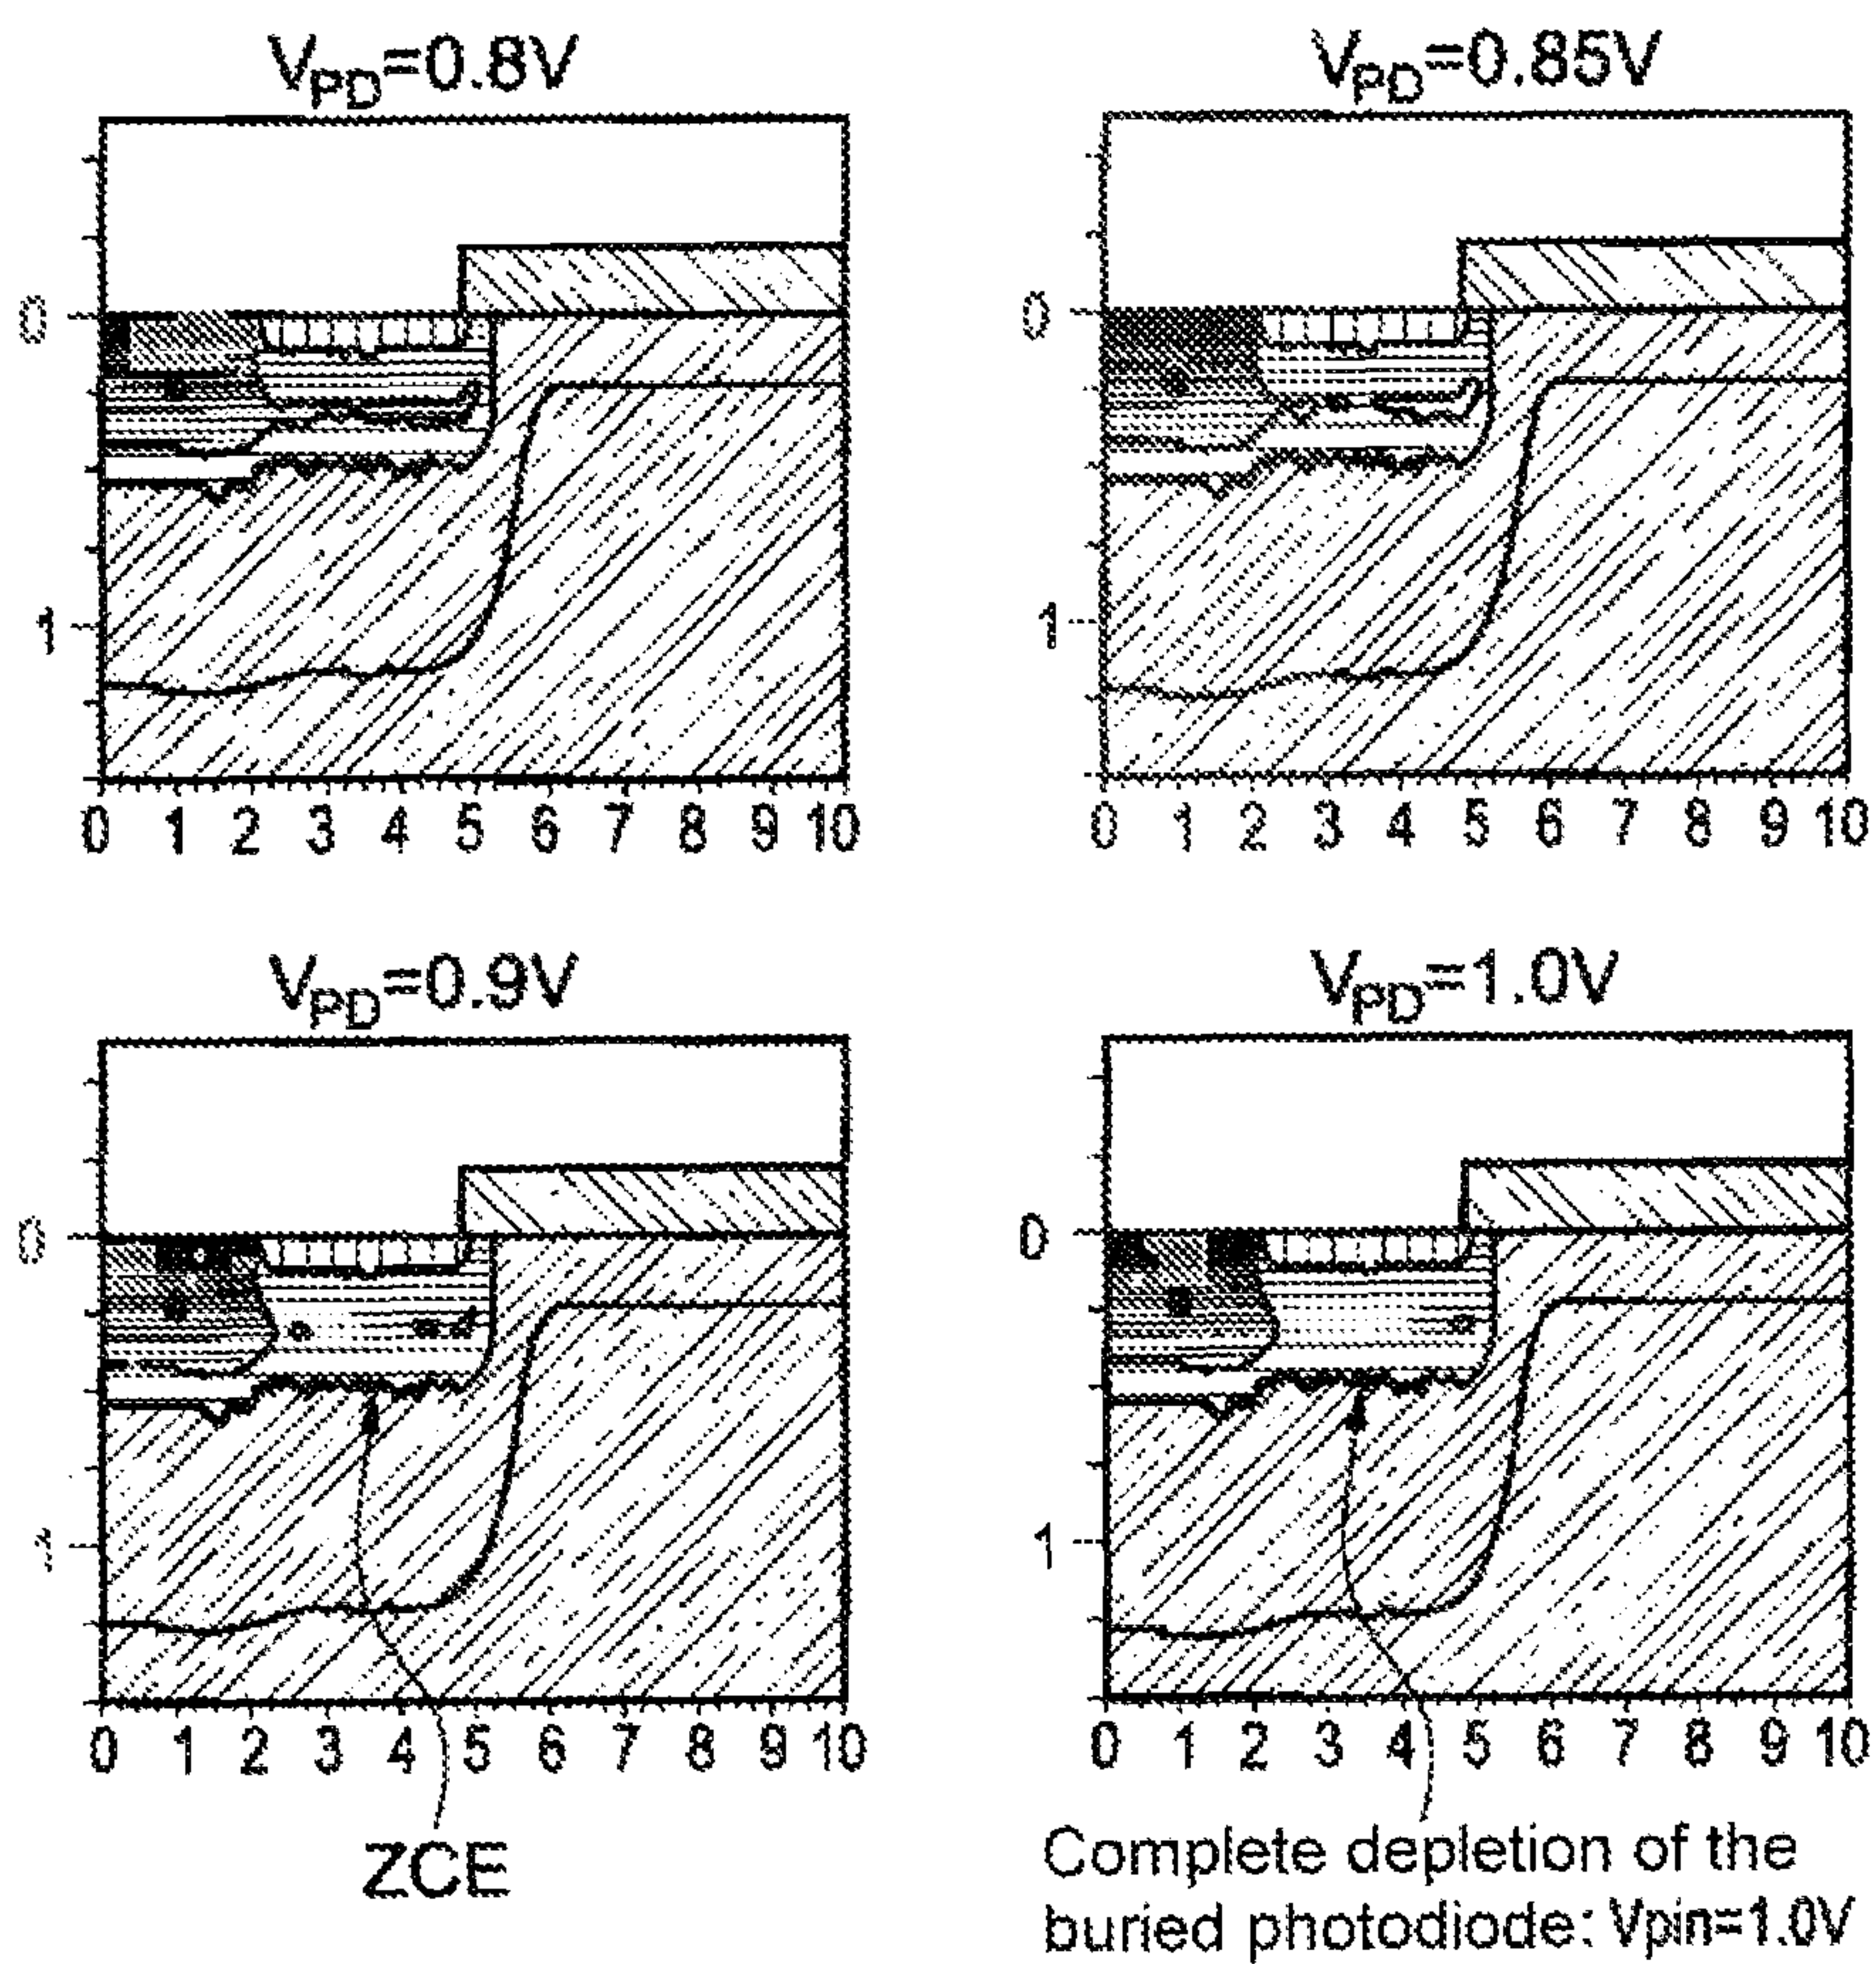 V_PD=0.8V
V_PD=0.85V
0
1
0 1 2 3 4 5 6 7 8 9 10
0
1
0 1 2 3 4 5 6 7 8 9 10
V_PD=0.9V
V_PD=1.0V
0
0 1 2 3 4 5 6 7 8 9 10
0
1
0 1 2 3 4 5 6 7 8 9 10
ZCE
Complete depletion of the
buried photodiode: Vpin=1.0V